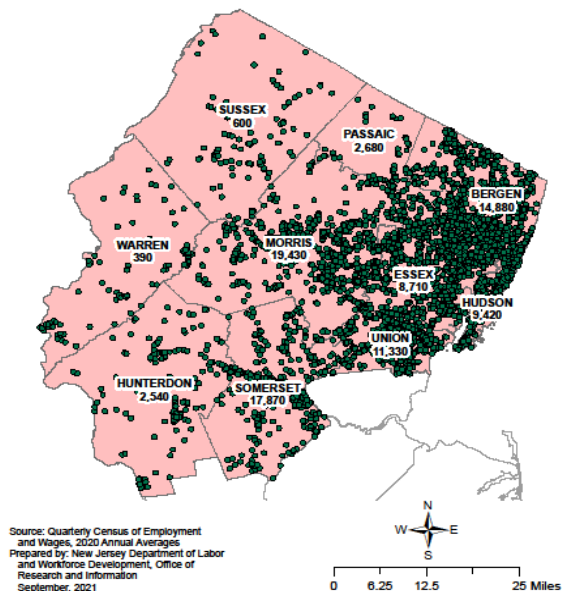 SUSSEX
600
PASSAIC
2,680
BERGEN
14,880
WARREN
390
MORRIS
19,430
ESSEX
8,710
HUDSON
9,420
UNION
11,330
HUNTERDON
2,540
SOMERSET
17,870
Source: Quarterly Census of Employment
and Wages, 2020 Annual Averages
Prepared by: New Jersey Department of Labor
and Workforce Development, Office of
Research and Information
September, 2021
N
W E
S
0 6.25 12.5 25 Miles